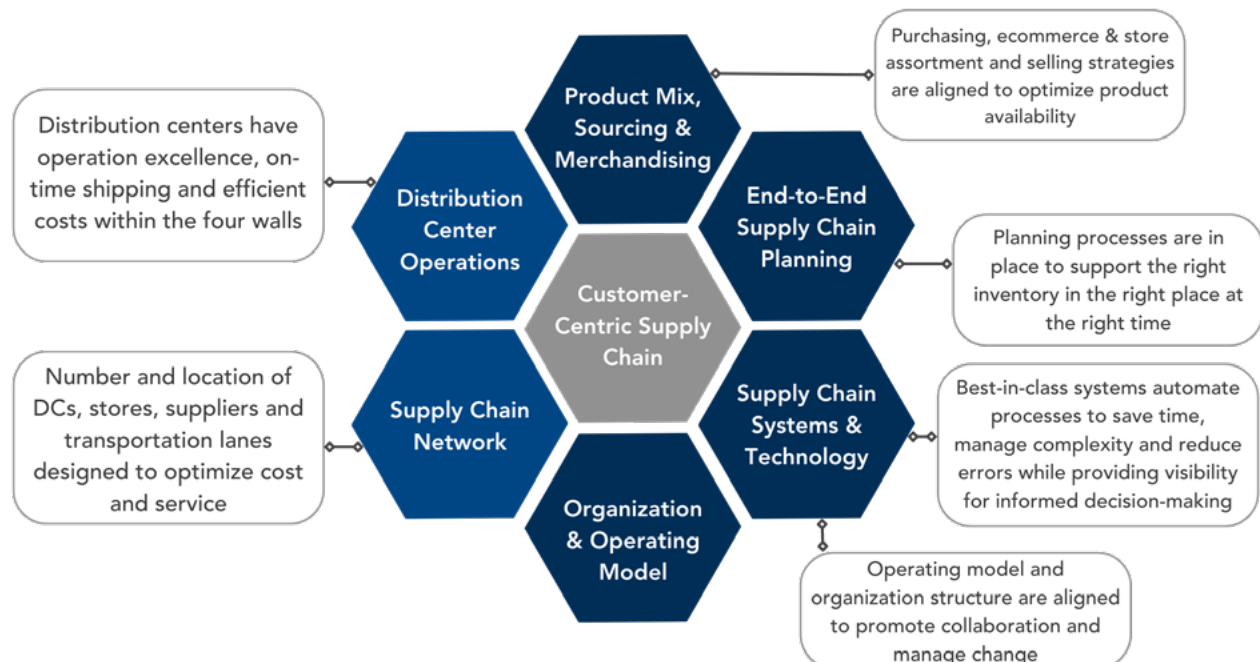 Purchasing, ecommerce & store
assortment and selling strategies
are aligned to optimize product
availability
Product Mix,
Sourcing &
Merchandising
Distribution centers have
operation excellence, on-
time shipping and efficient
costs within the four walls
Distribution
Center
Operations
End-to-End
Supply Chain
Planning
Planning processes are in
place to support the right
inventory in the right place at
the right time
Customer-
Centric Supply
Chain
Number and location of
DCs, stores, suppliers and
transportation lanes
designed to optimize cost
and service
Supply Chain
Network
Supply Chain
Systems &
Technology
Best-in-class systems automate
processes to save time,
manage complexity and reduce
errors while providing visibility
for informed decision-making
Organization
& Operating
Model
Operating model and
organization structure are aligned
to promote collaboration and
manage change